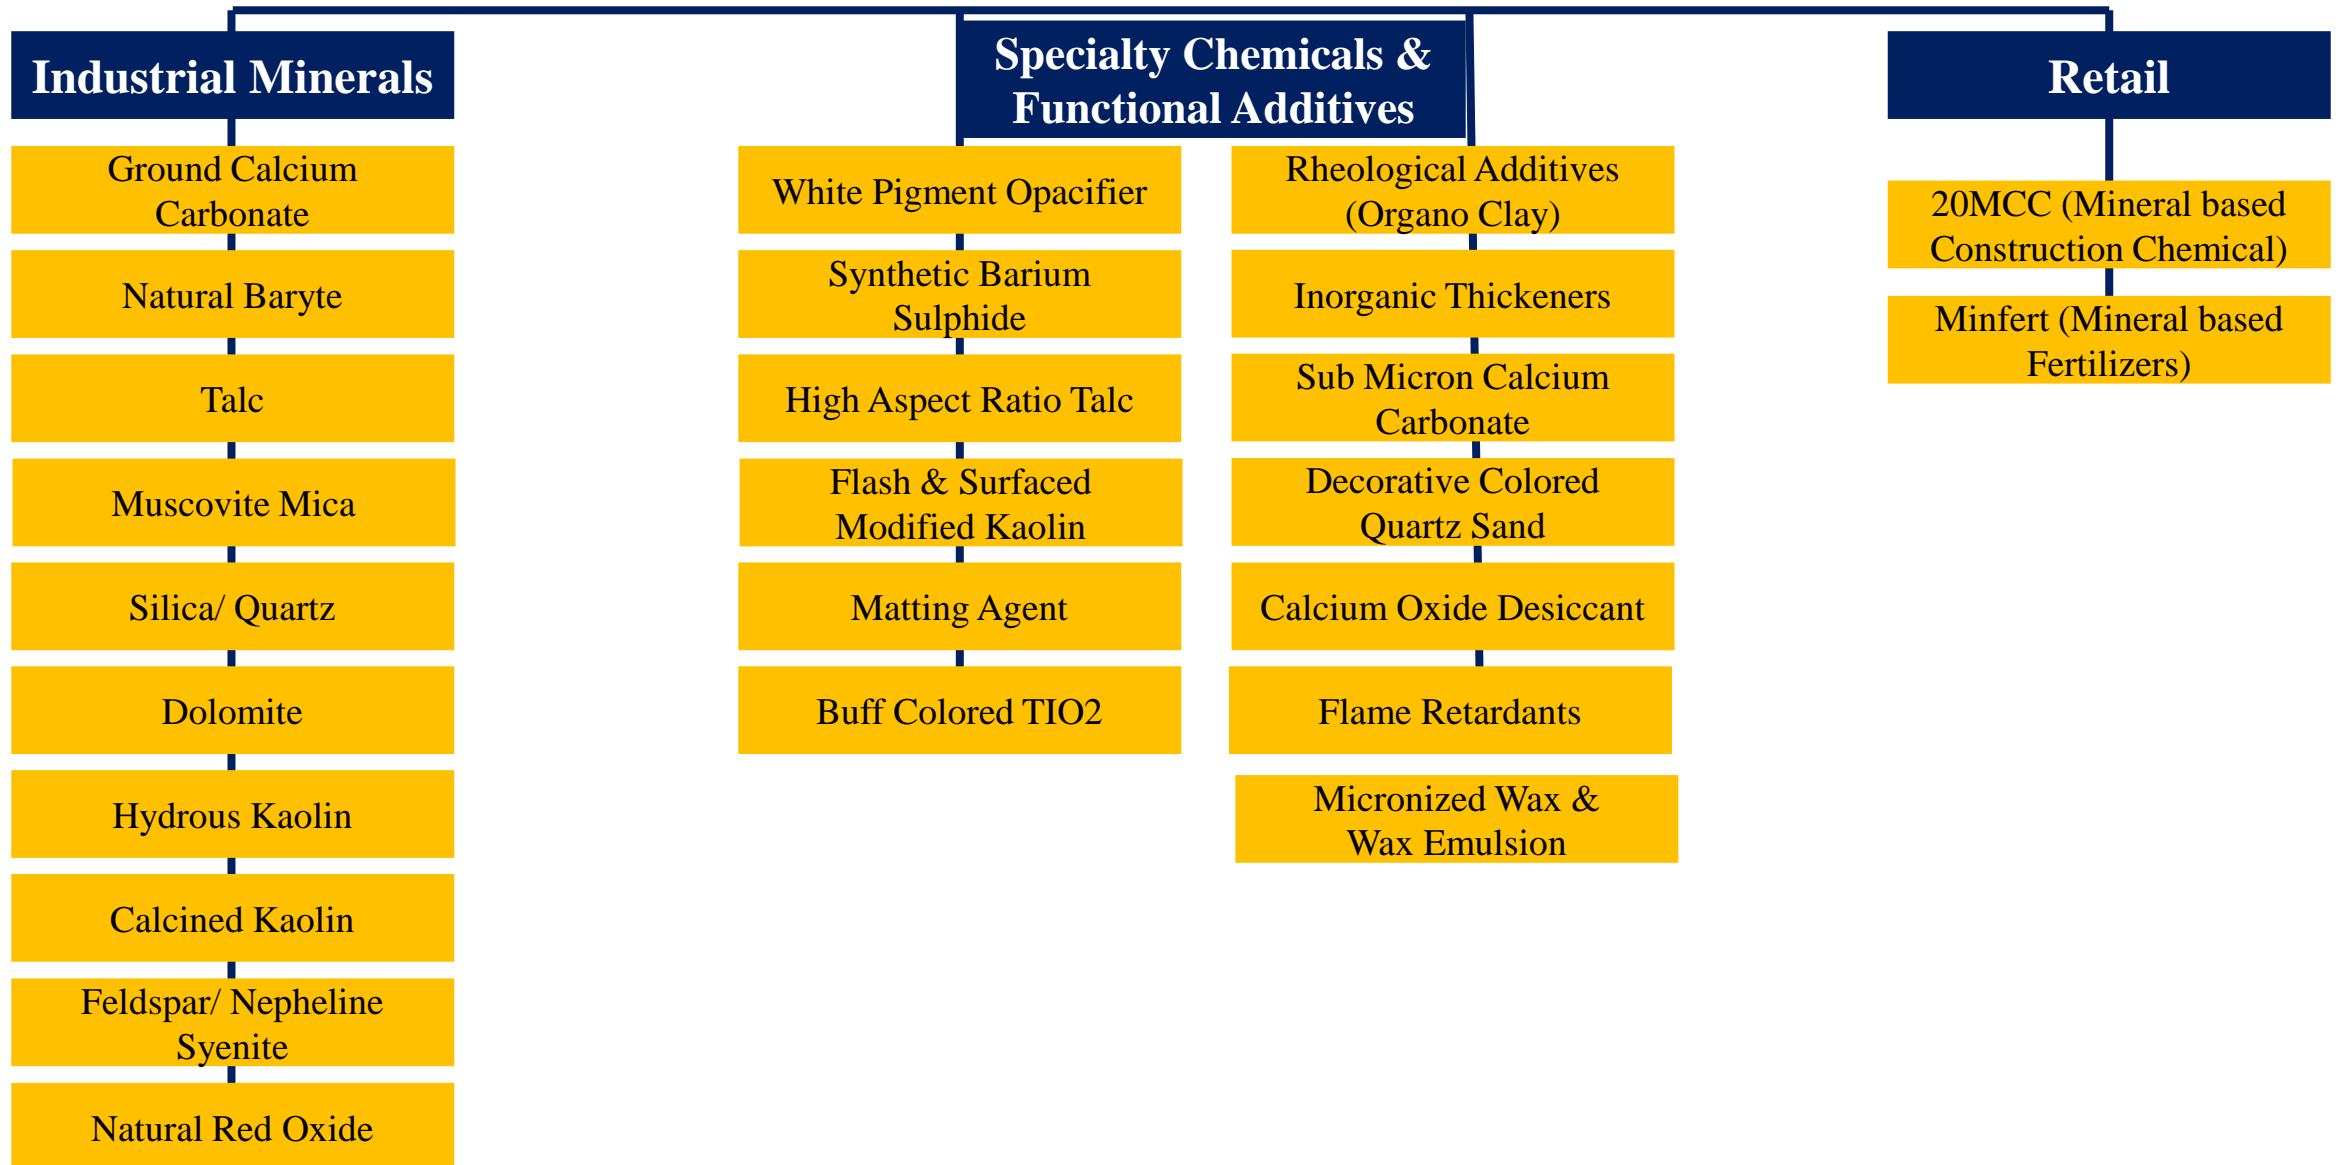 Industrial Minerals
Ground Calcium
Carbonate
Natural Baryte
Talc
Muscovite Mica
Silica/ Quartz
Dolomite
Hydrous Kaolin
Calcined Kaolin
Feldspar/ Nepheline
Syenite
Natural Red Oxide
Specialty Chemicals &
Functional Additives
White Pigment Opacifier
Synthetic Barium
Sulphide
High Aspect Ratio Talc
Flash & Surfaced
Modified Kaolin
Matting Agent
Buff Colored TIO2
Rheological Additives
(Organo Clay)
Inorganic Thickeners
Sub Micron Calcium
Carbonate
Decorative Colored
Quartz Sand
Calcium Oxide Desiccant
Flame Retardants
Micronized Wax &
Wax Emulsion
Retail
20MCC (Mineral based
Construction Chemical)
Minfert (Mineral based
Fertilizers)